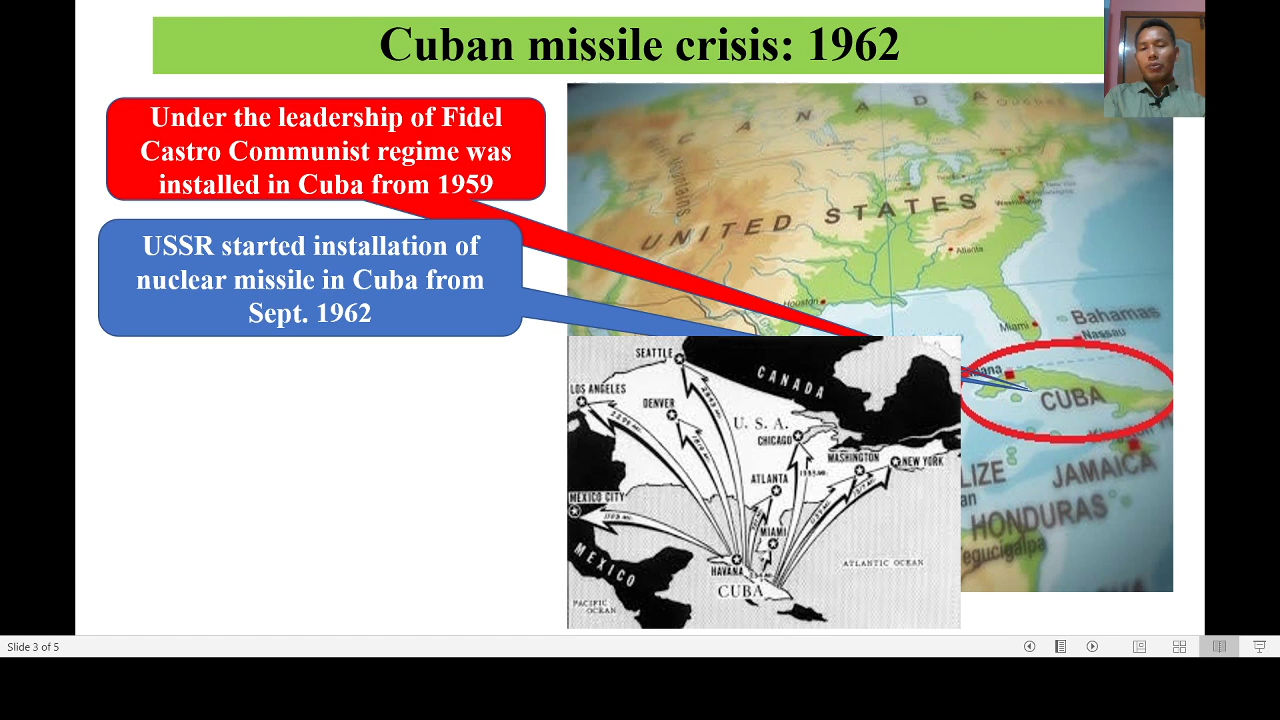 Cuban missile crisis: 1962
Under the leadership of Fidel
Castro Communist regime was
installed in Cuba from 1959
USSR started installation of
nuclear missile in Cuba from
Sept. 1962
CANADA
UNITED STATES
Washington
Atlanta
Houston
Miami
Bahamas
Nassau
CUBA
JAMAICA
HONDURAS
SEATTLE
CANADA
LOS ANGELES
DENVER
U. S. A.
CHICAGO
WASHINGTON
NEW YORK
ATLANTA
MEXICO CITY
MIAMI
MEXICO
HAVANA
ATLANTIC OCEAN
CUBA
PACIFIC
OCEAN
Slide 3 of 5